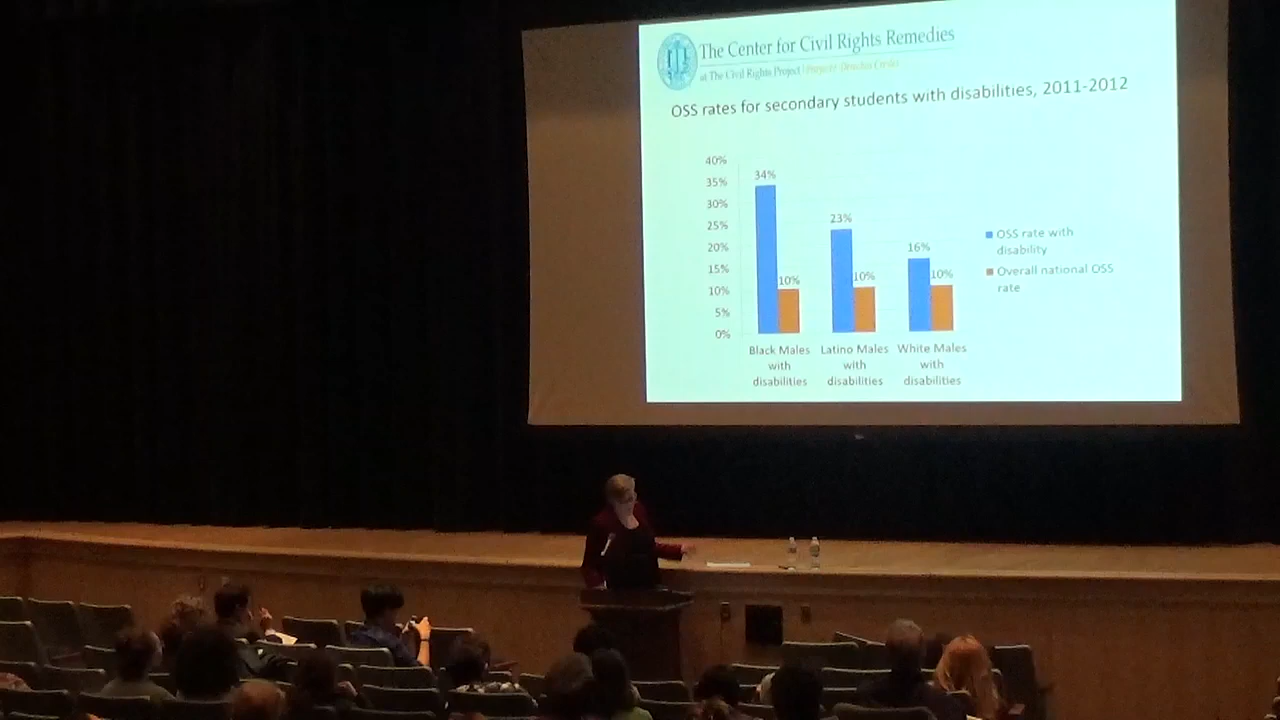 The Center for Civil Rights Remedies
at The Civil Rights Project
OSS rates for secondary students with disabilities, 2011-2012
40%
35%
30%
25%
20%
15%
10%
5%
0%
34%
10%
23%
10%
16%
10%
Black Males
with
disabilities
Latino Males
with
disabilities
White Males
with
disabilities
OSS rate with
disability
Overall national OSS
rate